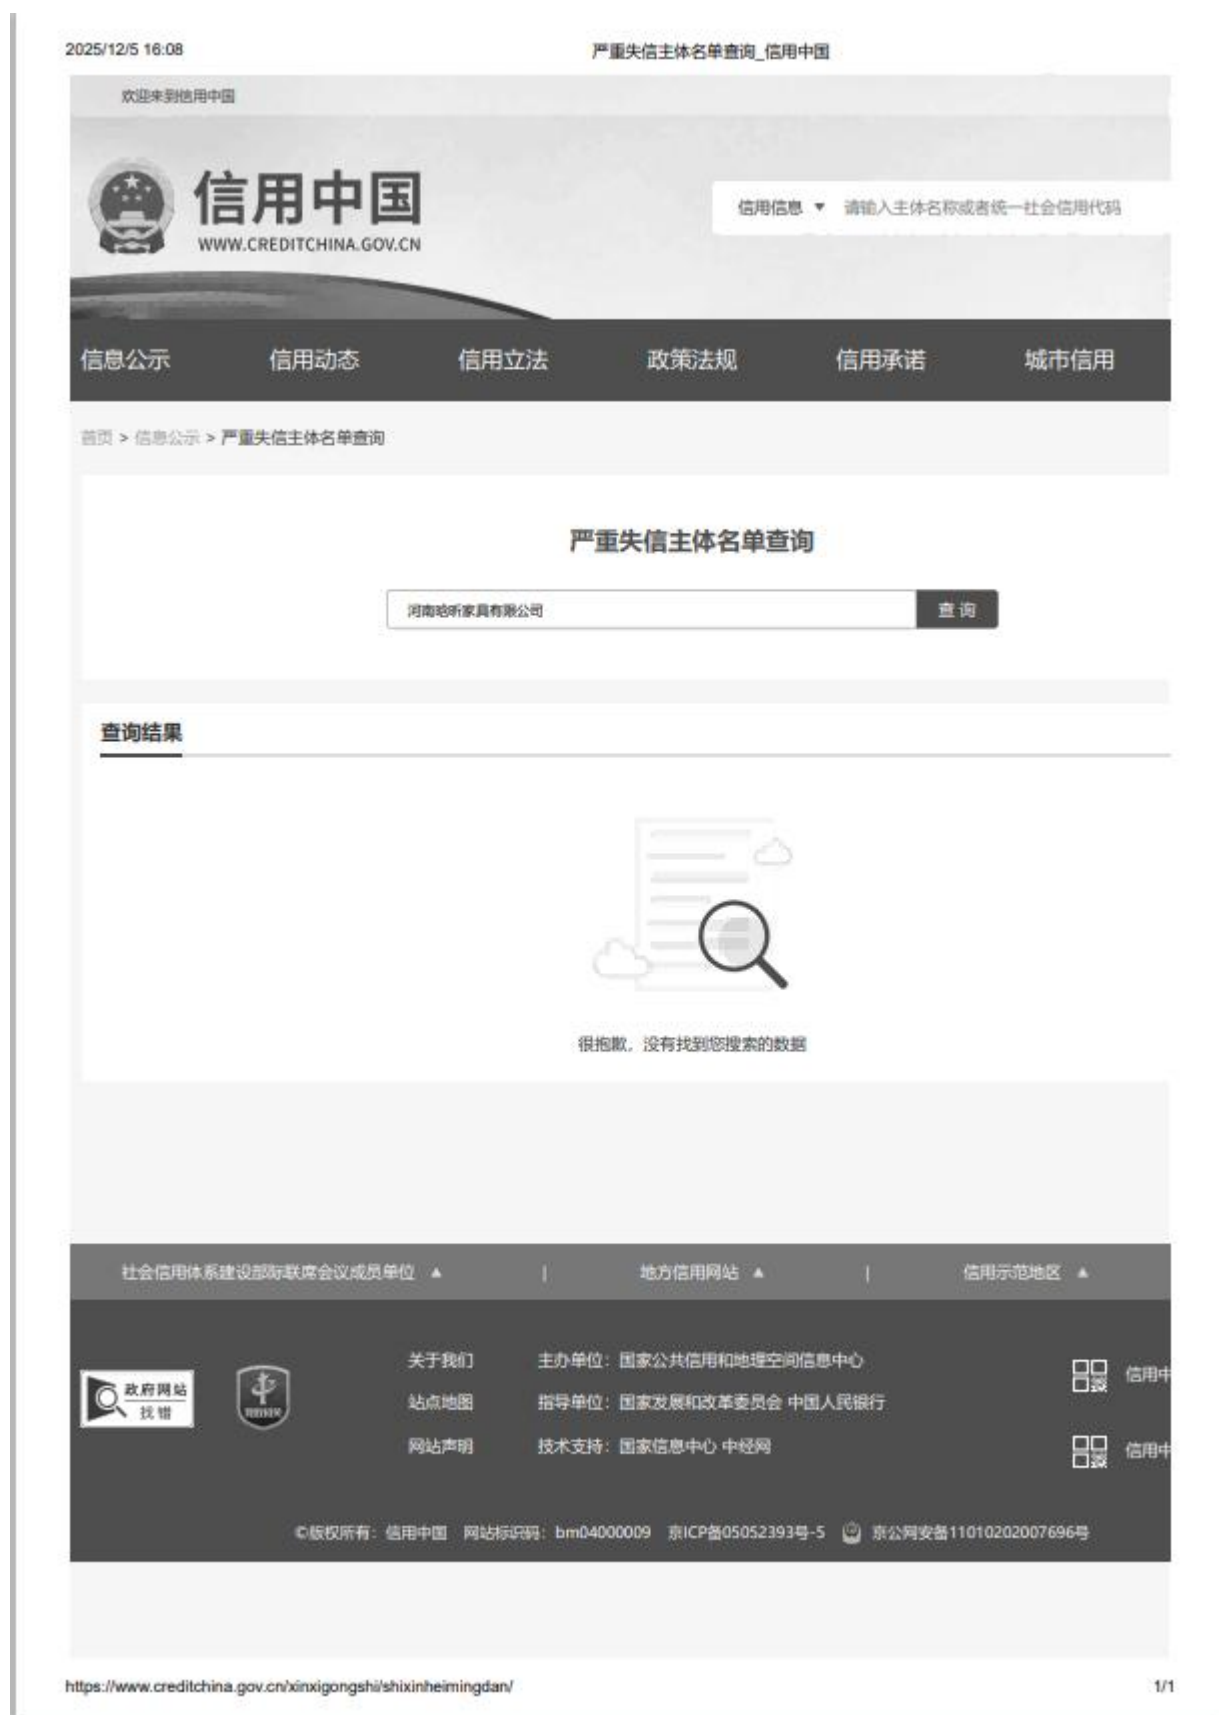 2025/12/5 16:08 严重失信主体名单查询_信用中国
欢迎来到信用中国
信用中国
WWW.CREDITCHINA.GOV.CN
信用信息 ▼ 请输入主体名称或者统一社会信用代码
信息公示 信用动态 信用立法 政策法规 信用承诺 城市信用
首页 > 信息公示 > 严重失信主体名单查询
严重失信主体名单查询
河南晗昕家具有限公司 查询
查询结果
很抱歉，没有找到您搜索的数据
社会信用体系建设部际联席会议成员单位 ▲ | 地方信用网站 ▲ | 信用示范地区 ▲
政府网站
找错
关于我们 主办单位：国家公共信用和地理空间信息中心
信用中
站点地图 指导单位：国家发展和改革委员会 中国人民银行
网站声明 技术支持：国家信息中心 中经网
信用中
©版权所有：信用中国 网站标识码：bm04000009 京ICP备05052393号-5 京公网安备11010202007696号
https://www.creditchina.gov.cn/xinxigongshi/shixinheimingdan/ 1/1